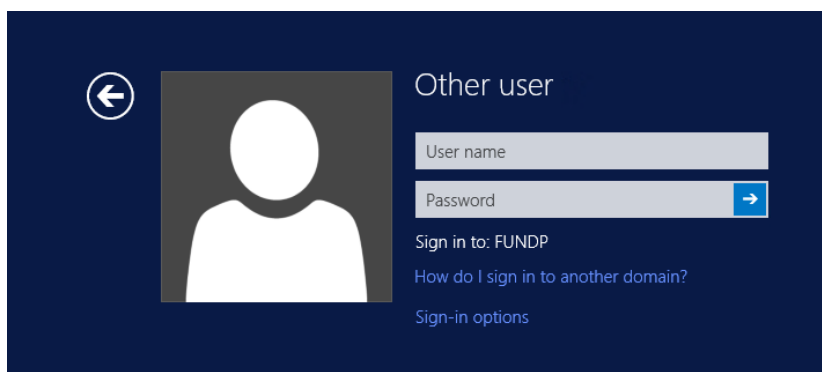 Other user
User name
Password
Sign in to: FUNDP
How do I sign in to another domain?
Sign-in options